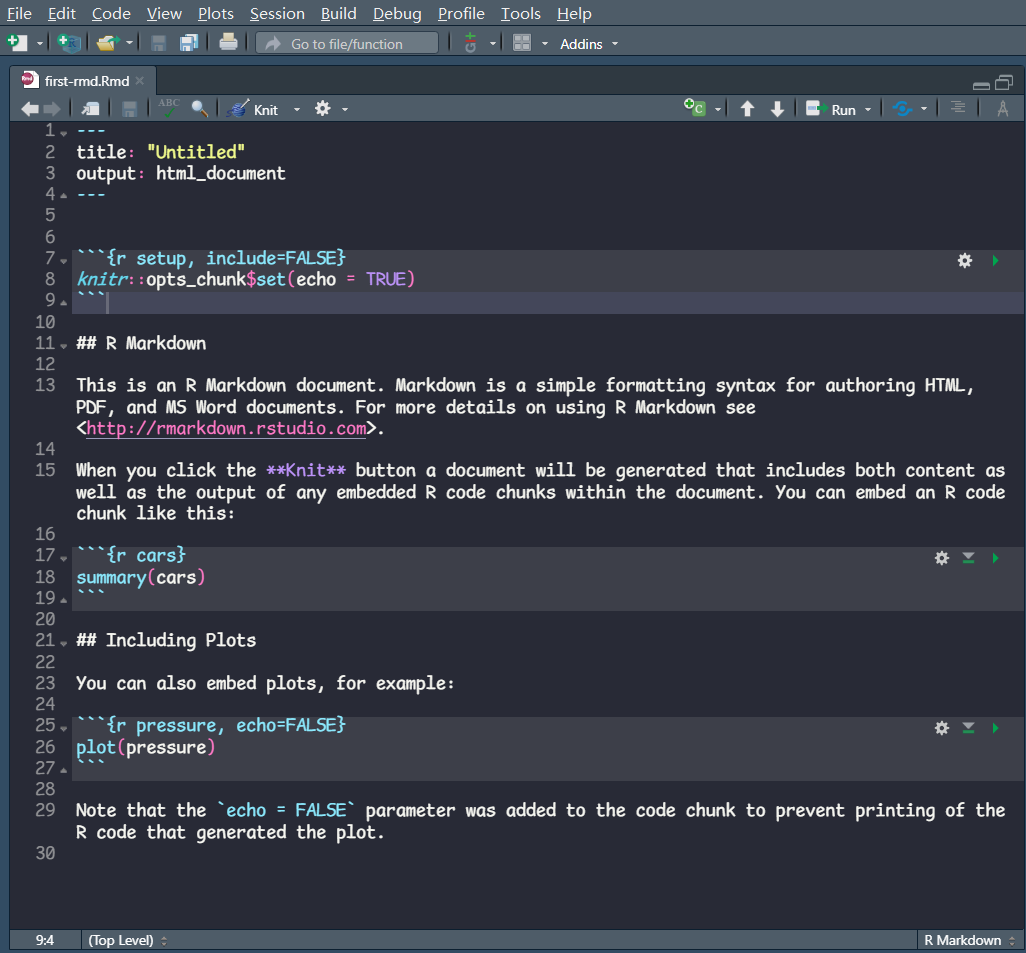 File Edit Code View Plots Session Build Debug Profile Tools Help
Go to file/function Addins
first-rmd.Rmd
ABC Knit Run
1 ---
2 title: "Untitled"
3 output: html_document
4 ---
5
6
7 ```{r setup, include=FALSE}
8 knitr::opts_chunk$set(echo = TRUE)
9 ```
10
11 ## R Markdown
12
13 This is an R Markdown document. Markdown is a simple formatting syntax for authoring HTML,
PDF, and MS Word documents. For more details on using R Markdown see
<http://rmarkdown.rstudio.com>.
14
15 When you click the **Knit** button a document will be generated that includes both content as
well as the output of any embedded R code chunks within the document. You can embed an R code
chunk like this:
16
17 ```{r cars}
18 summary(cars)
19 ```
20
21 ## Including Plots
22
23 You can also embed plots, for example:
24
25 ```{r pressure, echo=FALSE}
26 plot(pressure)
27 ```
28
29 Note that the `echo = FALSE` parameter was added to the code chunk to prevent printing of the
R code that generated the plot.
30
9:4 (Top Level) R Markdown